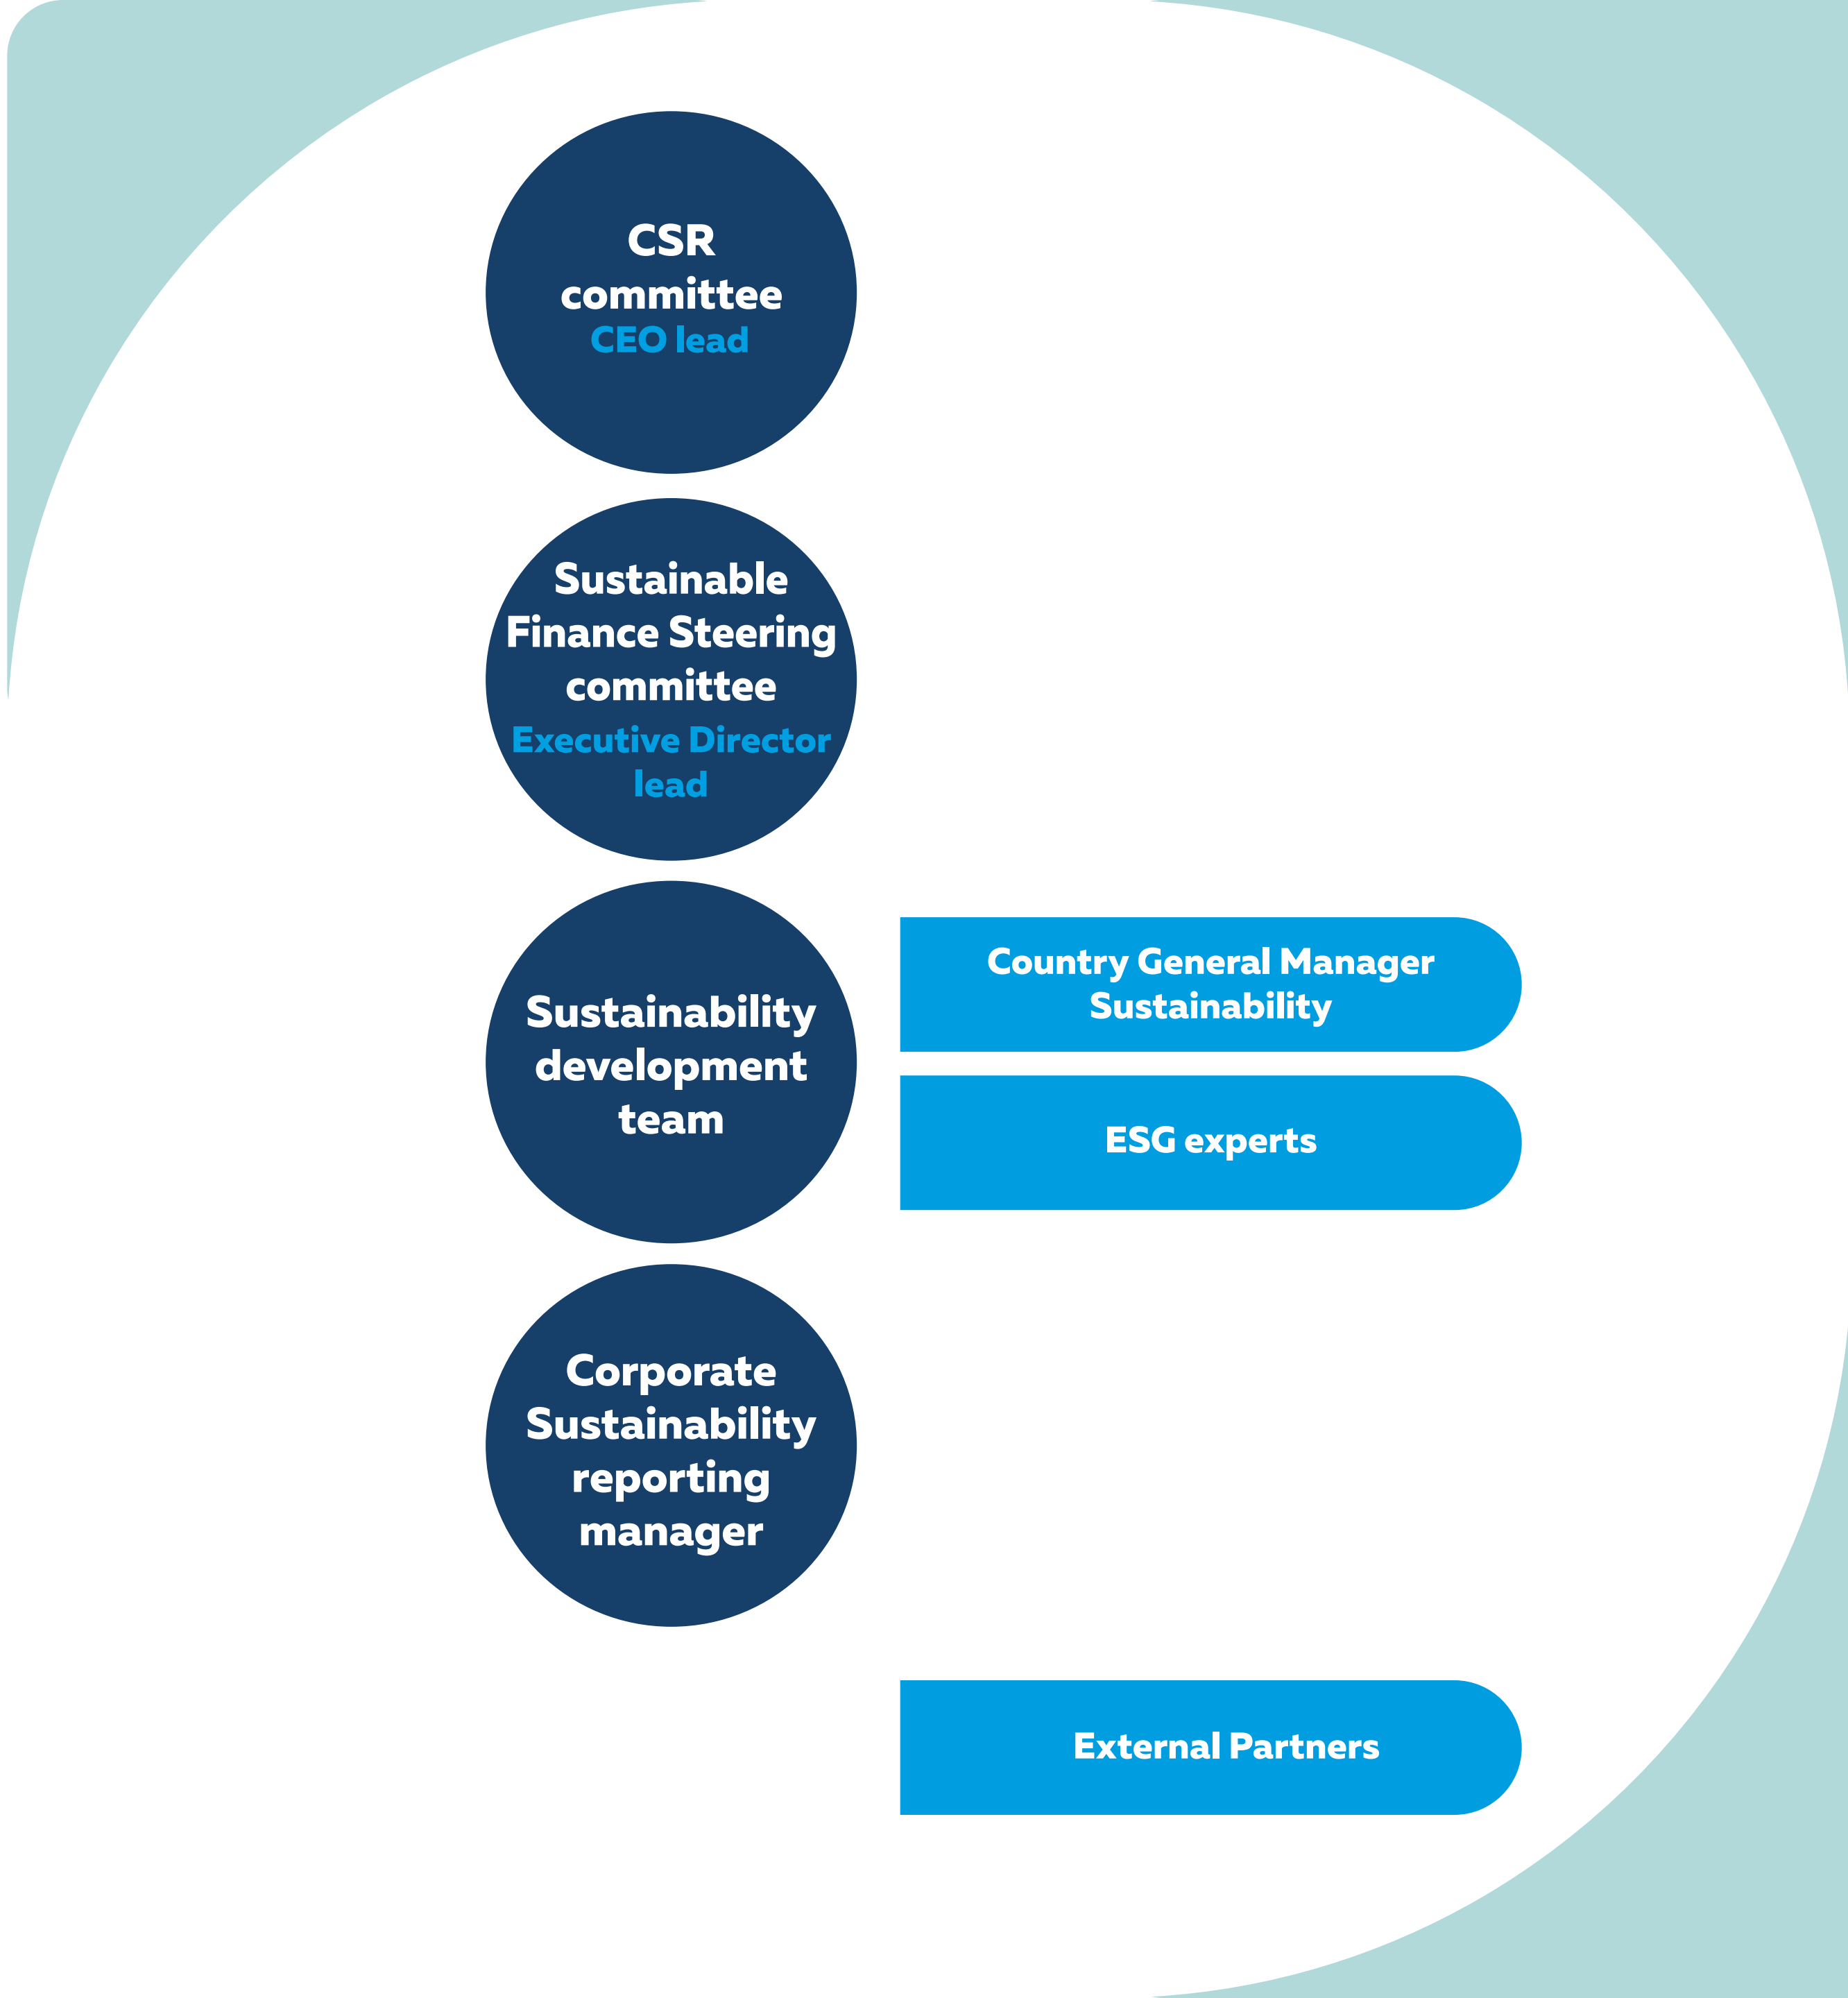 CSR
committee
CEO lead
Sustainable
Finance Steering
committee
Executive Director
lead
Sustainability
development
team
Country General Manager
Sustainability
ESG experts
Corporate
Sustainability
reporting
manager
External Partners